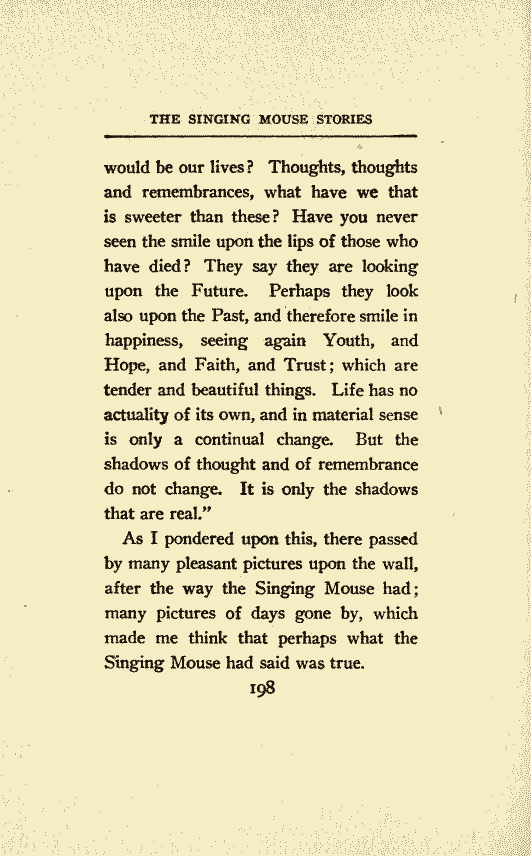 THE SINGING MOUSE STORIES
would be our lives? Thoughts, thoughts
and remembrances, what have we that
is sweeter than these? Have you never
seen the smile upon the lips of those who
have died? They say they are looking
upon the Future. Perhaps they look
also upon the Past, and therefore smile in
happiness, seeing again Youth, and
Hope, and Faith, and Trust; which are
tender and beautiful things. Life has no
actuality of its own, and in material sense
is only a continual change. But the
shadows of thought and of remembrance
do not change. It is only the shadows
that are real.”
As I pondered upon this, there passed
by many pleasant pictures upon the wall,
after the way the Singing Mouse had;
many pictures of days gone by, which
made me think that perhaps what the
Singing Mouse had said was true.
198